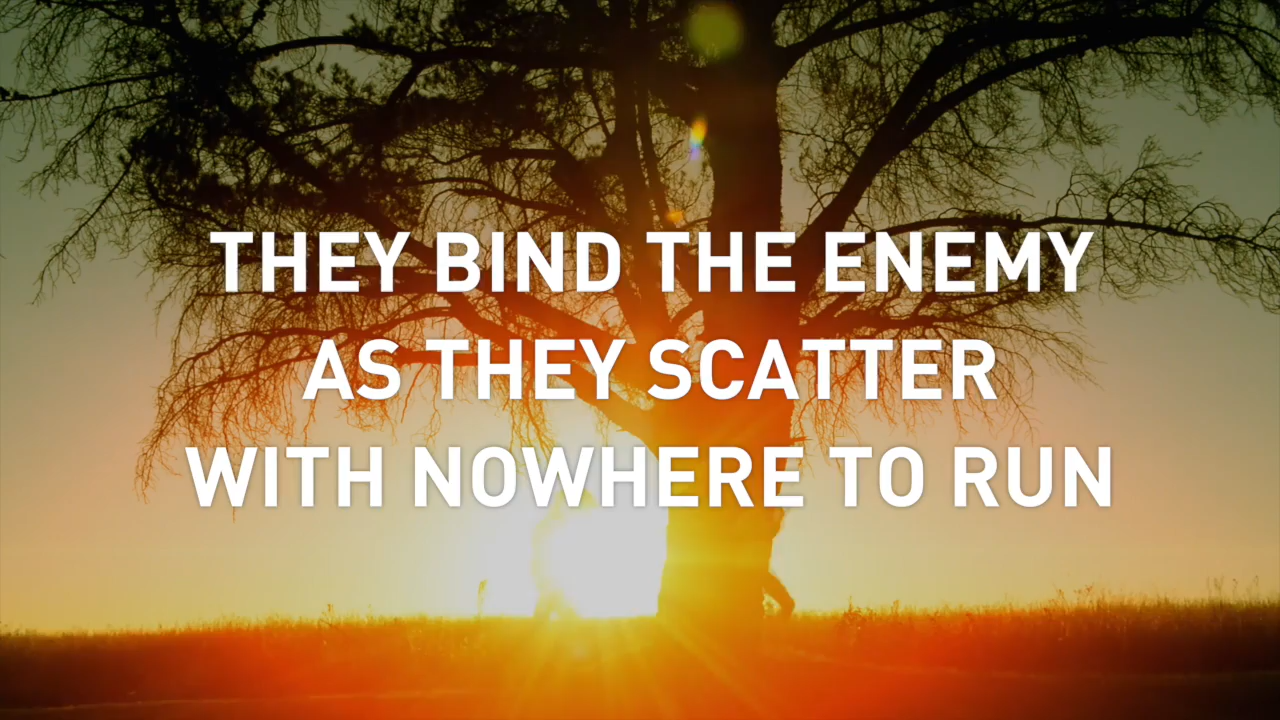 THEY BIND THE ENEMY
AS THEY SCATTER
WITH NOWHERE TO RUN